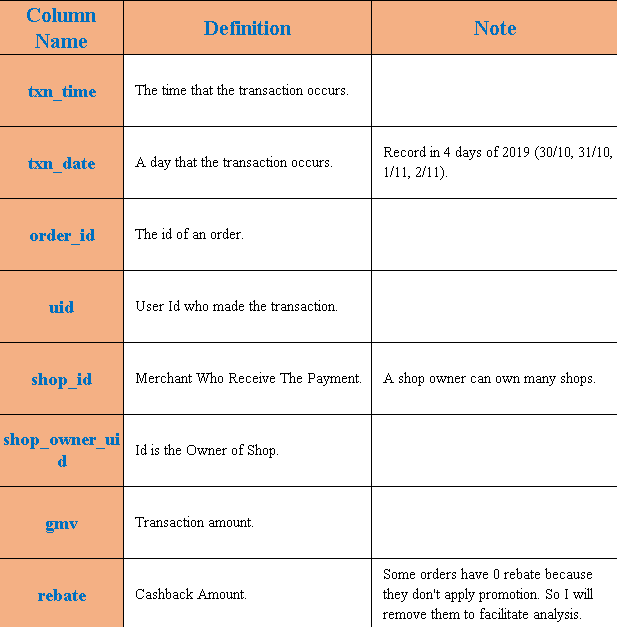 Column
Name
Definition
Note
txn_time
The time that the transaction occurs.
txn_date
A day that the transaction occurs.
Record in 4 days of 2019 (30/10, 31/10,
1/11, 2/11).
order_id
The id of an order.
uid
User Id who made the transaction.
shop_id
Merchant Who Receive The Payment.
A shop owner can own many shops.
shop_owner_ui
d
Id is the Owner of Shop.
gmv
Transaction amount.
rebate
Cashback Amount.
Some orders have 0 rebate because
they don't apply promotion. So I will
remove them to facilitate analysis.